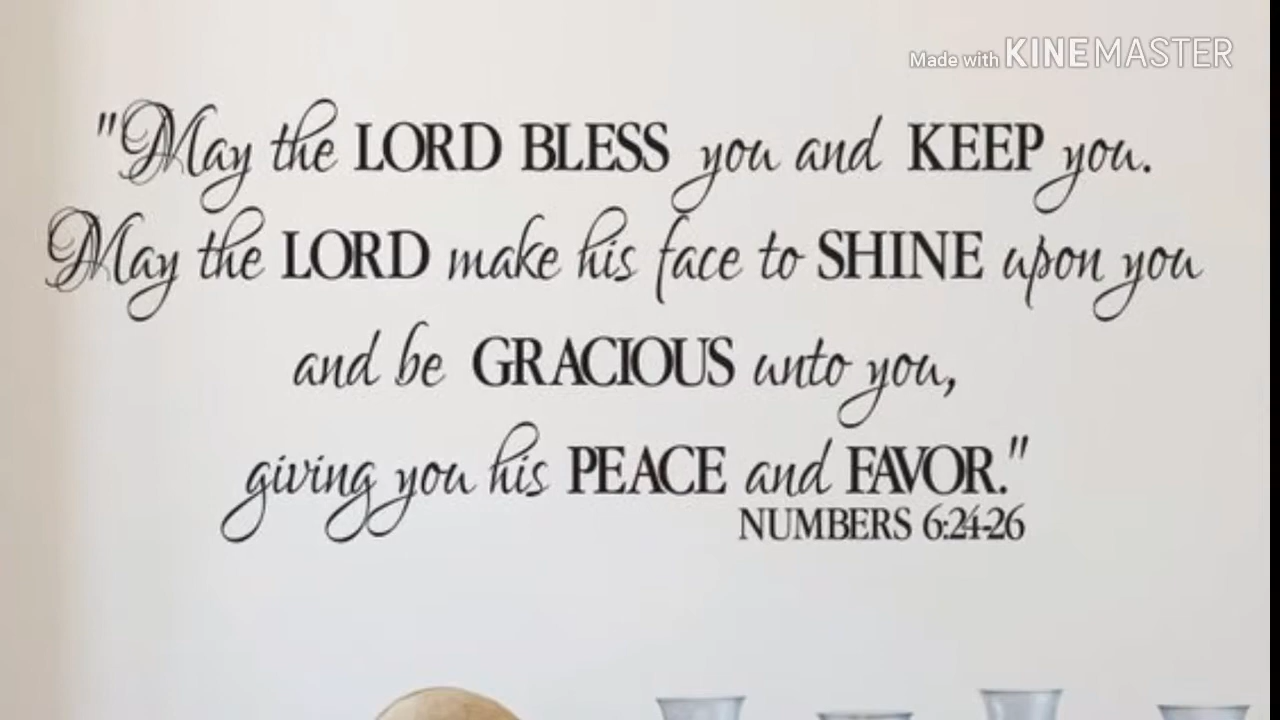 Made with KINEMASTER
"May the LORD BLESS you and KEEP you.
May the LORD make his face to SHINE upon you
and be GRACIOUS unto you,
giving you his PEACE and FAVOR."
NUMBERS 6:24-26